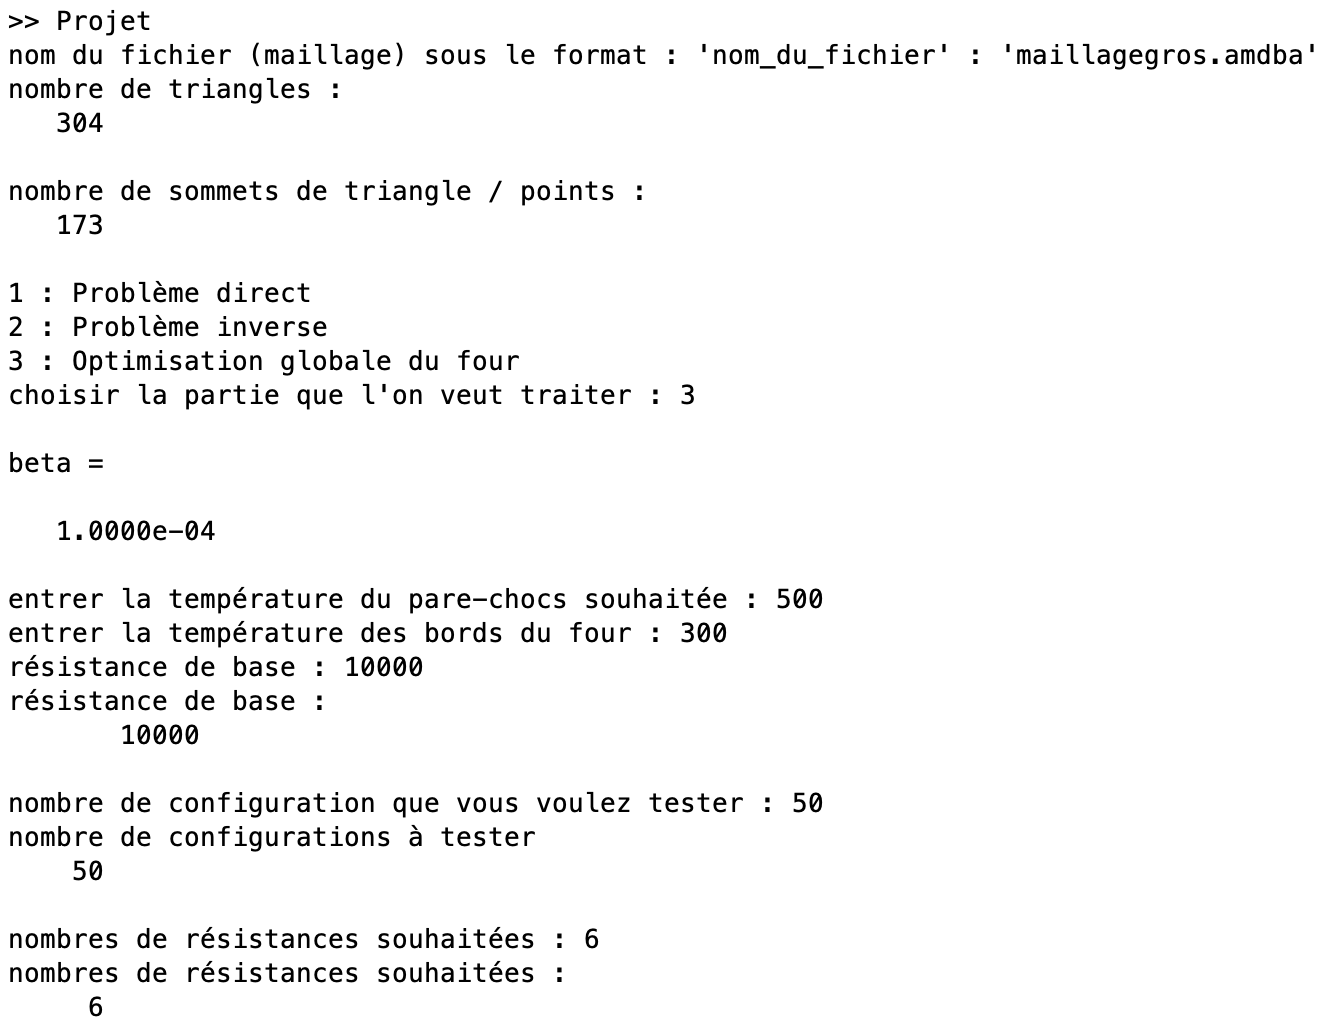 >> Projet
nom du fichier (maillage) sous le format : 'nom_du_fichier' : 'maillagegros.amdba'
nombre de triangles :
304
nombre de sommets de triangle / points :
173
1 : Problème direct
2 : Problème inverse
3 : Optimisation globale du four
choisir la partie que l'on veut traiter : 3
beta =
1.0000e-04
entrer la température du pare-chocs souhaitée : 500
entrer la température des bords du four : 300
résistance de base : 10000
résistance de base :
10000
nombre de configuration que vous voulez tester : 50
nombre de configurations à tester
50
nombres de résistances souhaitées : 6
nombres de résistances souhaitées :
6